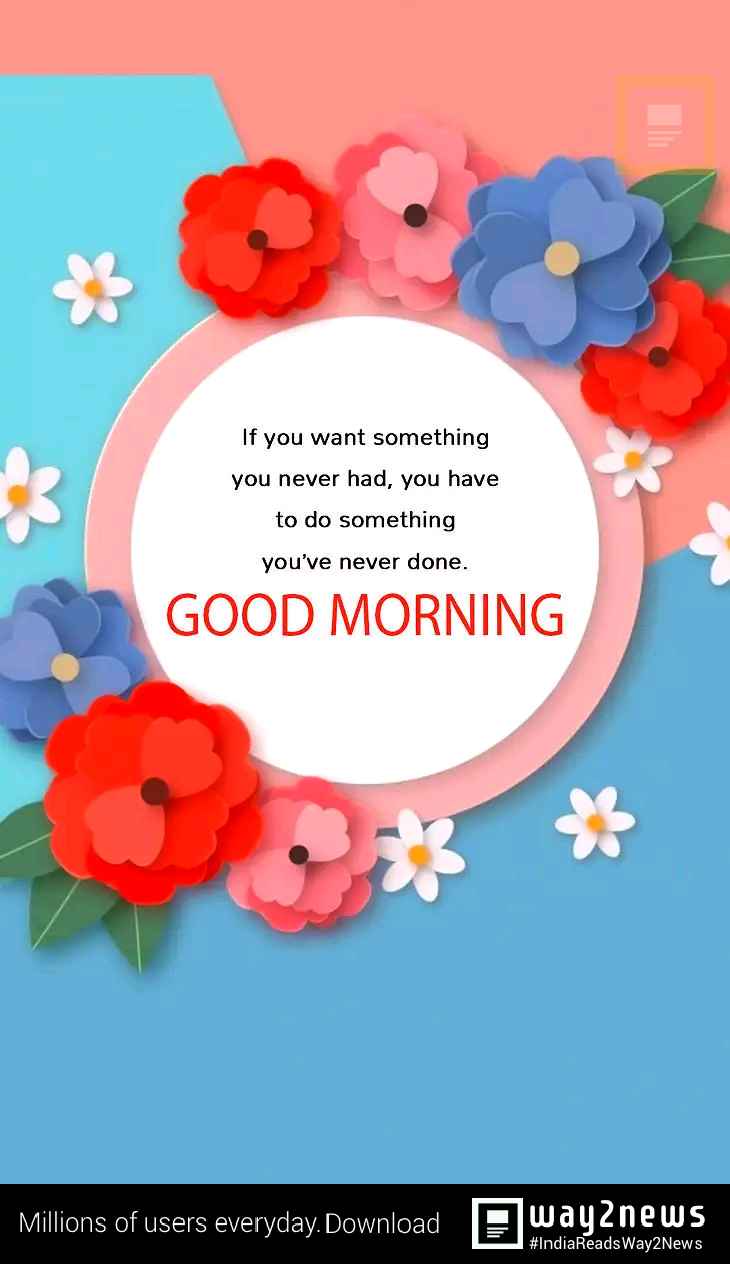 If you want something
you never had, you have
to do something
you've never done.
GOOD MORNING
Millions of users everyday. Download
way2news
#IndiaReadsWay2News